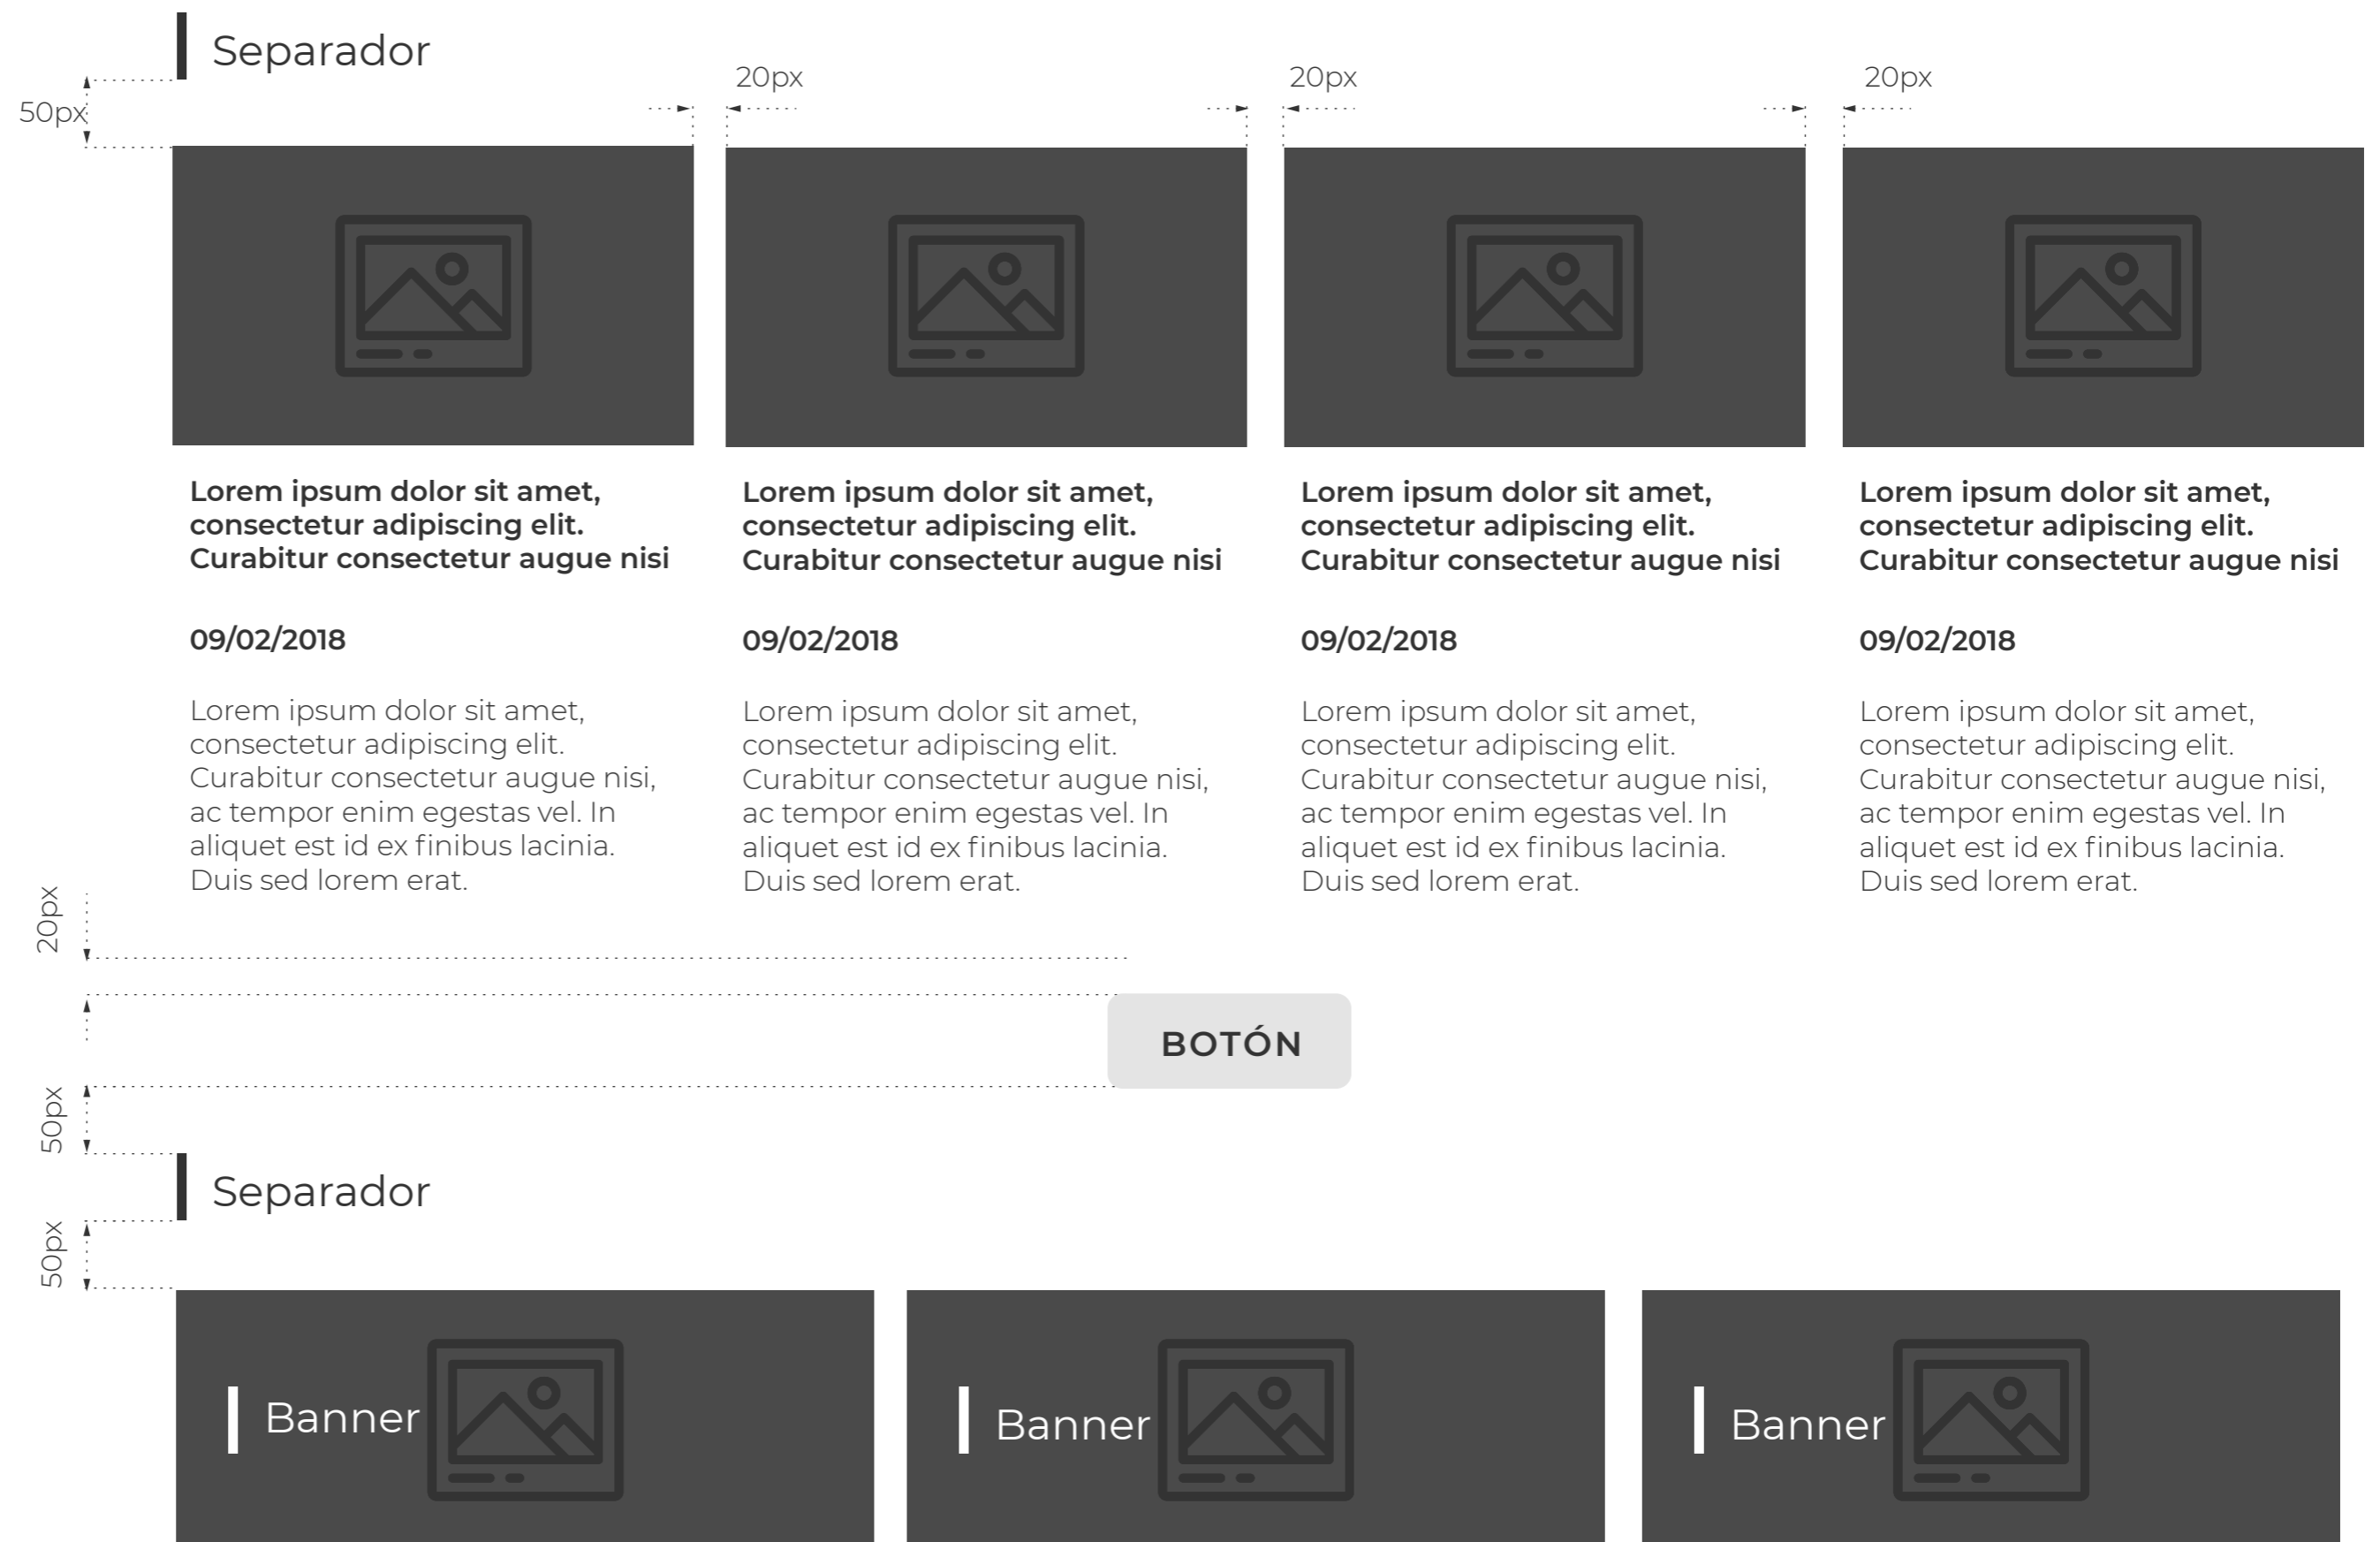 Separador
50px
20px
20px
20px
Lorem ipsum dolor sit amet,
consectetur adipiscing elit.
Curabitur consectetur augue nisi
09/02/2018
Lorem ipsum dolor sit amet,
consectetur adipiscing elit.
Curabitur consectetur augue nisi,
ac tempor enim egestas vel. In
aliquet est id ex finibus lacinia.
Duis sed lorem erat.
Lorem ipsum dolor sit amet,
consectetur adipiscing elit.
Curabitur consectetur augue nisi
09/02/2018
Lorem ipsum dolor sit amet,
consectetur adipiscing elit.
Curabitur consectetur augue nisi,
ac tempor enim egestas vel. In
aliquet est id ex finibus lacinia.
Duis sed lorem erat.
Lorem ipsum dolor sit amet,
consectetur adipiscing elit.
Curabitur consectetur augue nisi
09/02/2018
Lorem ipsum dolor sit amet,
consectetur adipiscing elit.
Curabitur consectetur augue nisi,
ac tempor enim egestas vel. In
aliquet est id ex finibus lacinia.
Duis sed lorem erat.
Lorem ipsum dolor sit amet,
consectetur adipiscing elit.
Curabitur consectetur augue nisi
09/02/2018
Lorem ipsum dolor sit amet,
consectetur adipiscing elit.
Curabitur consectetur augue nisi,
ac tempor enim egestas vel. In
aliquet est id ex finibus lacinia.
Duis sed lorem erat.
20px
BOTÓN
50px
Separador
50px
Banner
Banner
Banner